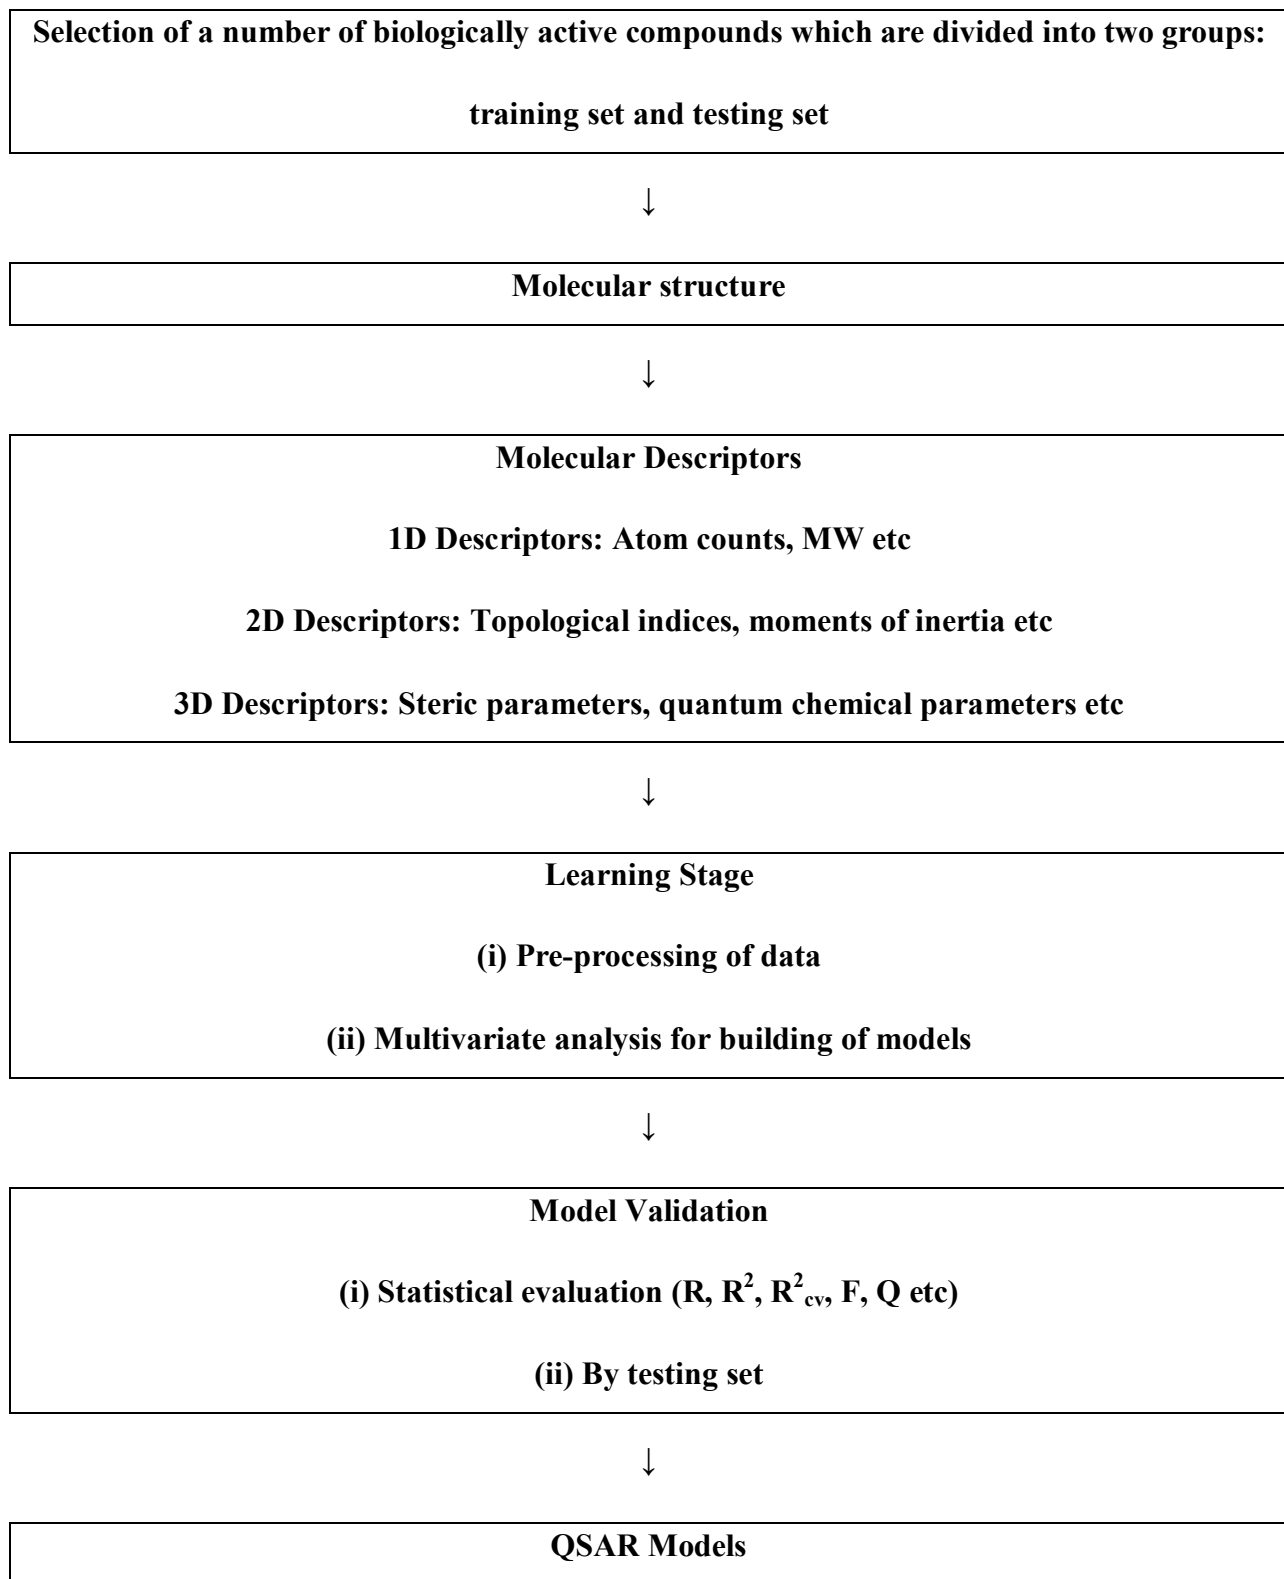 Selection of a number of biologically active compounds which are divided into two groups:
training set and testing set
↓
Molecular structure
↓
Molecular Descriptors
1D Descriptors: Atom counts, MW etc
2D Descriptors: Topological indices, moments of inertia etc
3D Descriptors: Steric parameters, quantum chemical parameters etc
↓
Learning Stage
(i) Pre-processing of data
(ii) Multivariate analysis for building of models
↓
Model Validation
(i) Statistical evaluation (R, R², R²cv, F, Q etc)
(ii) By testing set
↓
QSAR Models